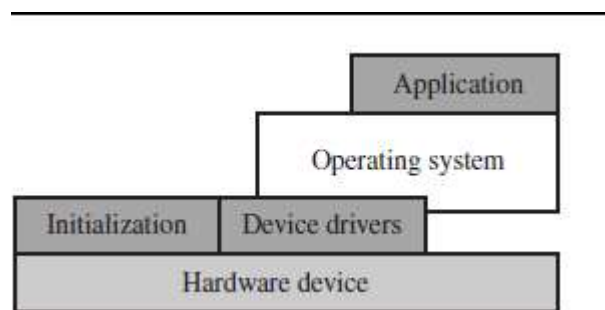 Application
Operating system
Initialization
Device drivers
Hardware device